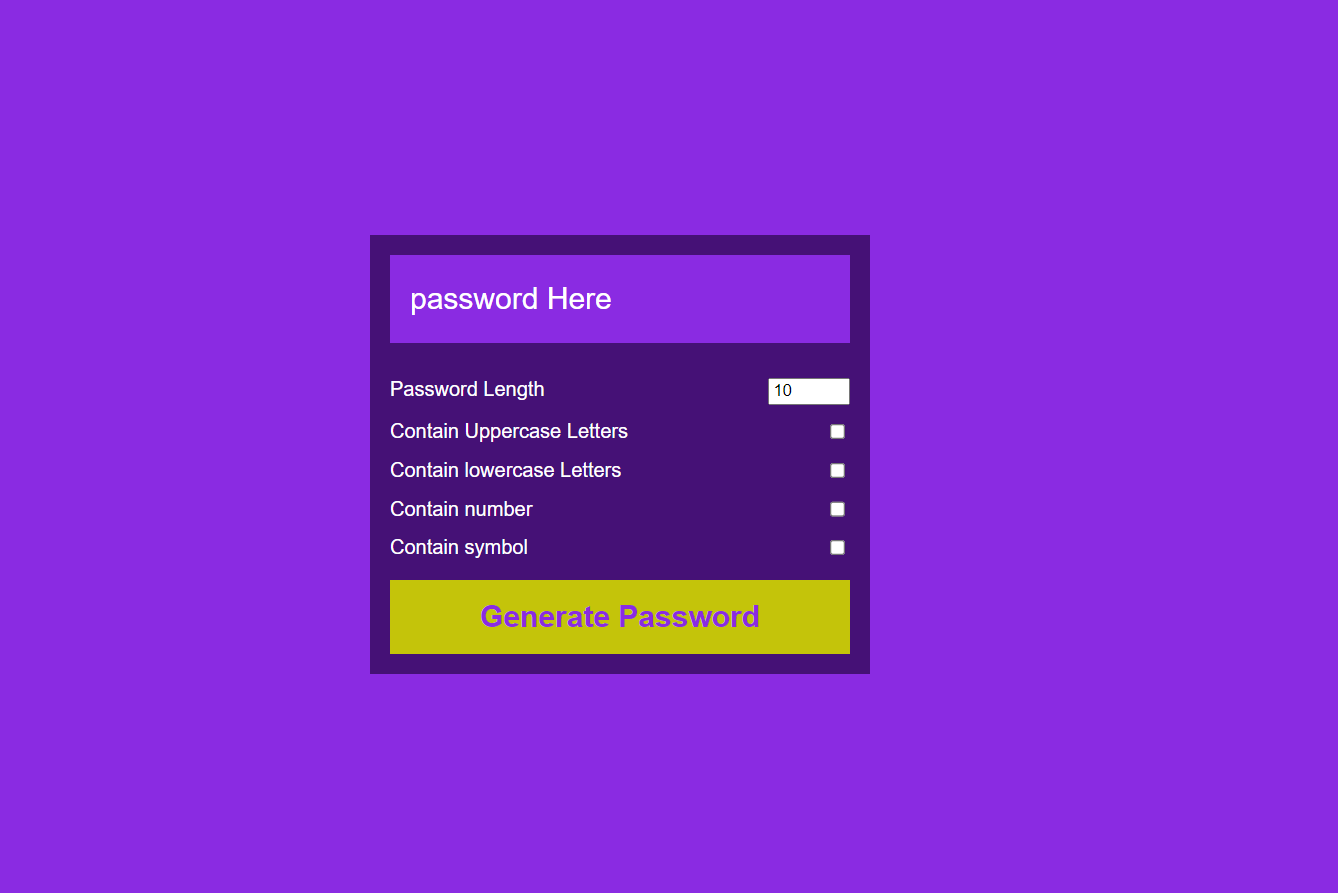 password Here
Password Length 10
Contain Uppercase Letters
Contain lowercase Letters
Contain number
Contain symbol
Generate Password